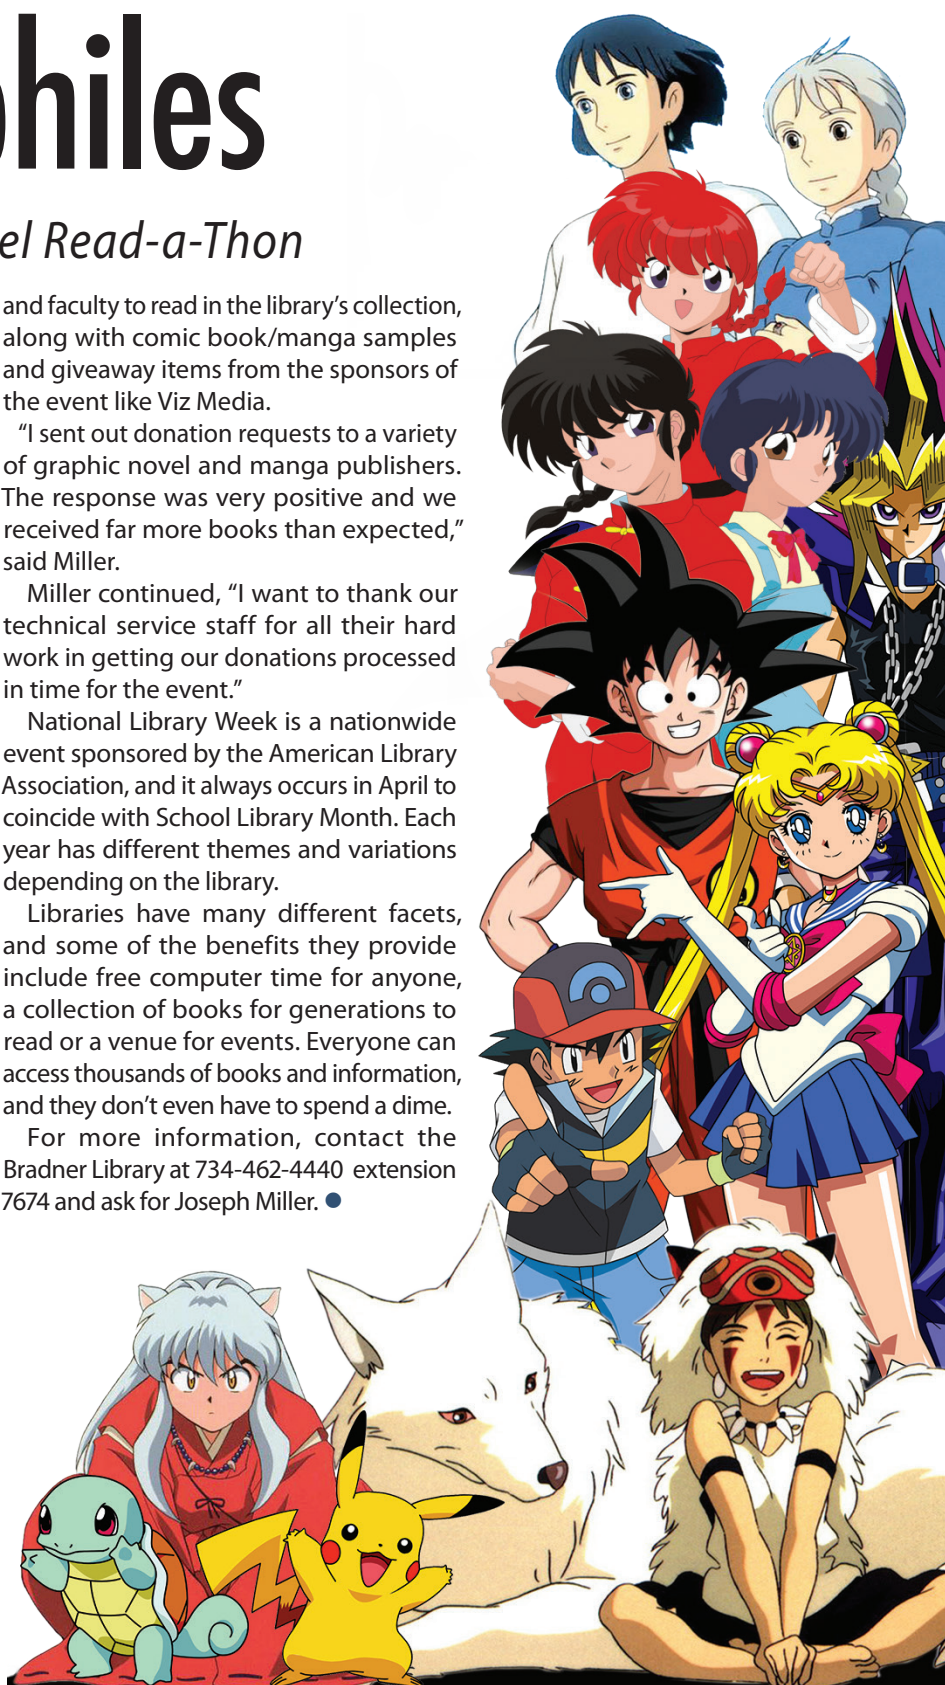 philes
el Read-a-Thon
and faculty to read in the library’s collection,
along with comic book/manga samples
and giveaway items from the sponsors of
the event like Viz Media.
“I sent out donation requests to a variety
of graphic novel and manga publishers.
The response was very positive and we
received far more books than expected,”
said Miller.
Miller continued, “I want to thank our
technical service staff for all their hard
work in getting our donations processed
in time for the event.”
National Library Week is a nationwide
event sponsored by the American Library
Association, and it always occurs in April to
coincide with School Library Month. Each
year has different themes and variations
depending on the library.
Libraries have many different facets,
and some of the benefits they provide
include free computer time for anyone,
a collection of books for generations to
read or a venue for events. Everyone can
access thousands of books and information,
and they don’t even have to spend a dime.
For more information, contact the
Bradner Library at 734-462-4440 extension
7674 and ask for Joseph Miller.